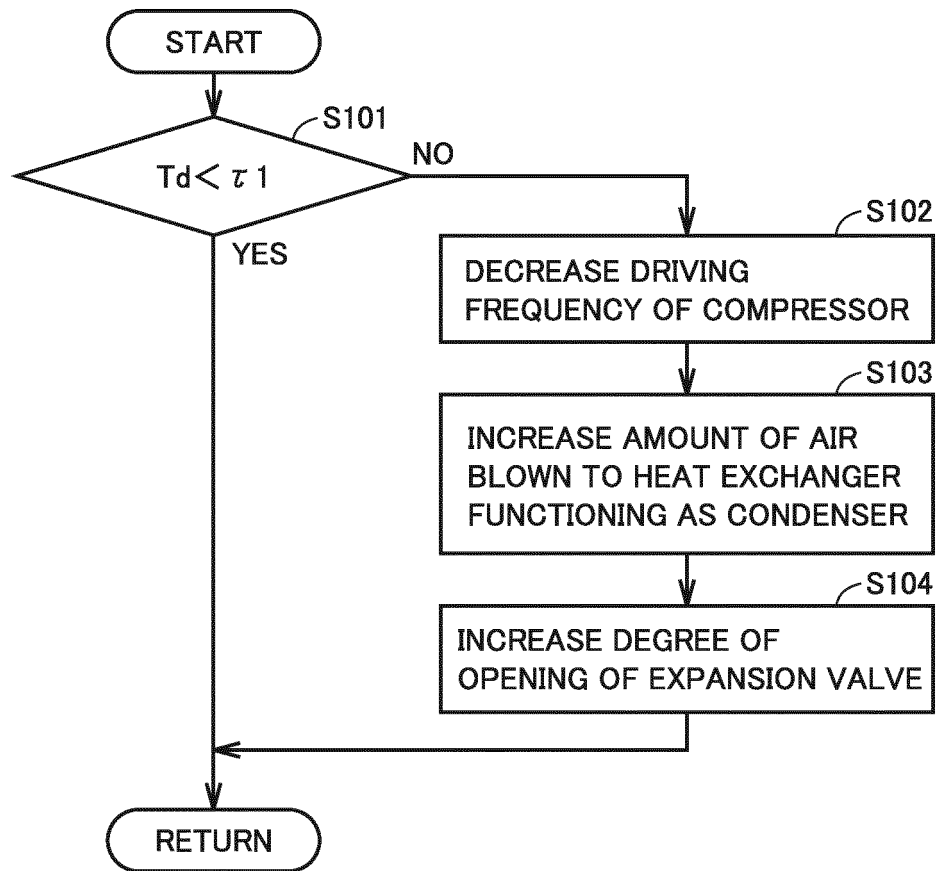 START
S101
Td < τ1
NO
YES
S102
DECREASE DRIVING
FREQUENCY OF COMPRESSOR
S103
INCREASE AMOUNT OF AIR
BLOWN TO HEAT EXCHANGER
FUNCTIONING AS CONDENSER
S104
INCREASE DEGREE OF
OPENING OF EXPANSION VALVE
RETURN